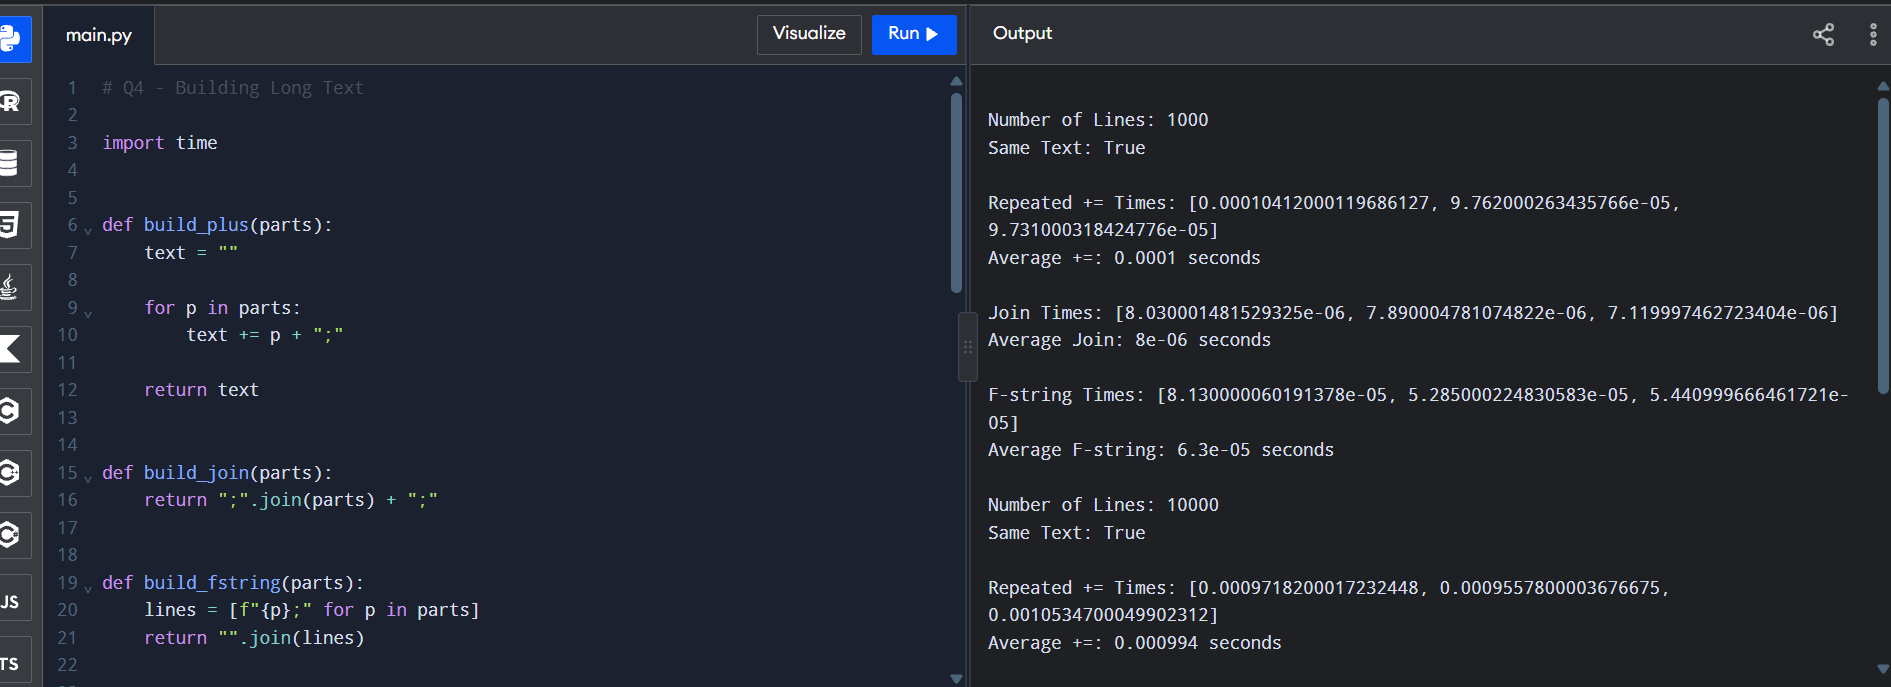 main.py
Visualize
Run
Output
1 # Q4 - Building Long Text
2
3 import time
4
5
6 def build_plus(parts):
7 text = ""
8
9 for p in parts:
10 text += p + ";"
11
12 return text
13
14
15 def build_join(parts):
16 return ";".join(parts) + ";"
17
18
19 def build_fstring(parts):
20 lines = [f"{p};" for p in parts]
21 return "".join(lines)
22
R
5
C
C
C
JS
TS
Number of Lines: 1000
Same Text: True
Repeated += Times: [0.00010412000119686127, 9.762000263435766e-05,
9.731000318424776e-05]
Average +=: 0.0001 seconds
Join Times: [8.030001481529325e-06, 7.890004781074822e-06, 7.119997462723404e-06]
Average Join: 8e-06 seconds
F-string Times: [8.130000060191378e-05, 5.285000224830583e-05, 5.440999666461721e-
05]
Average F-string: 6.3e-05 seconds
Number of Lines: 10000
Same Text: True
Repeated += Times: [0.0009718200017232448, 0.0009557800003676675,
0.0010534700049902312]
Average +=: 0.000994 seconds